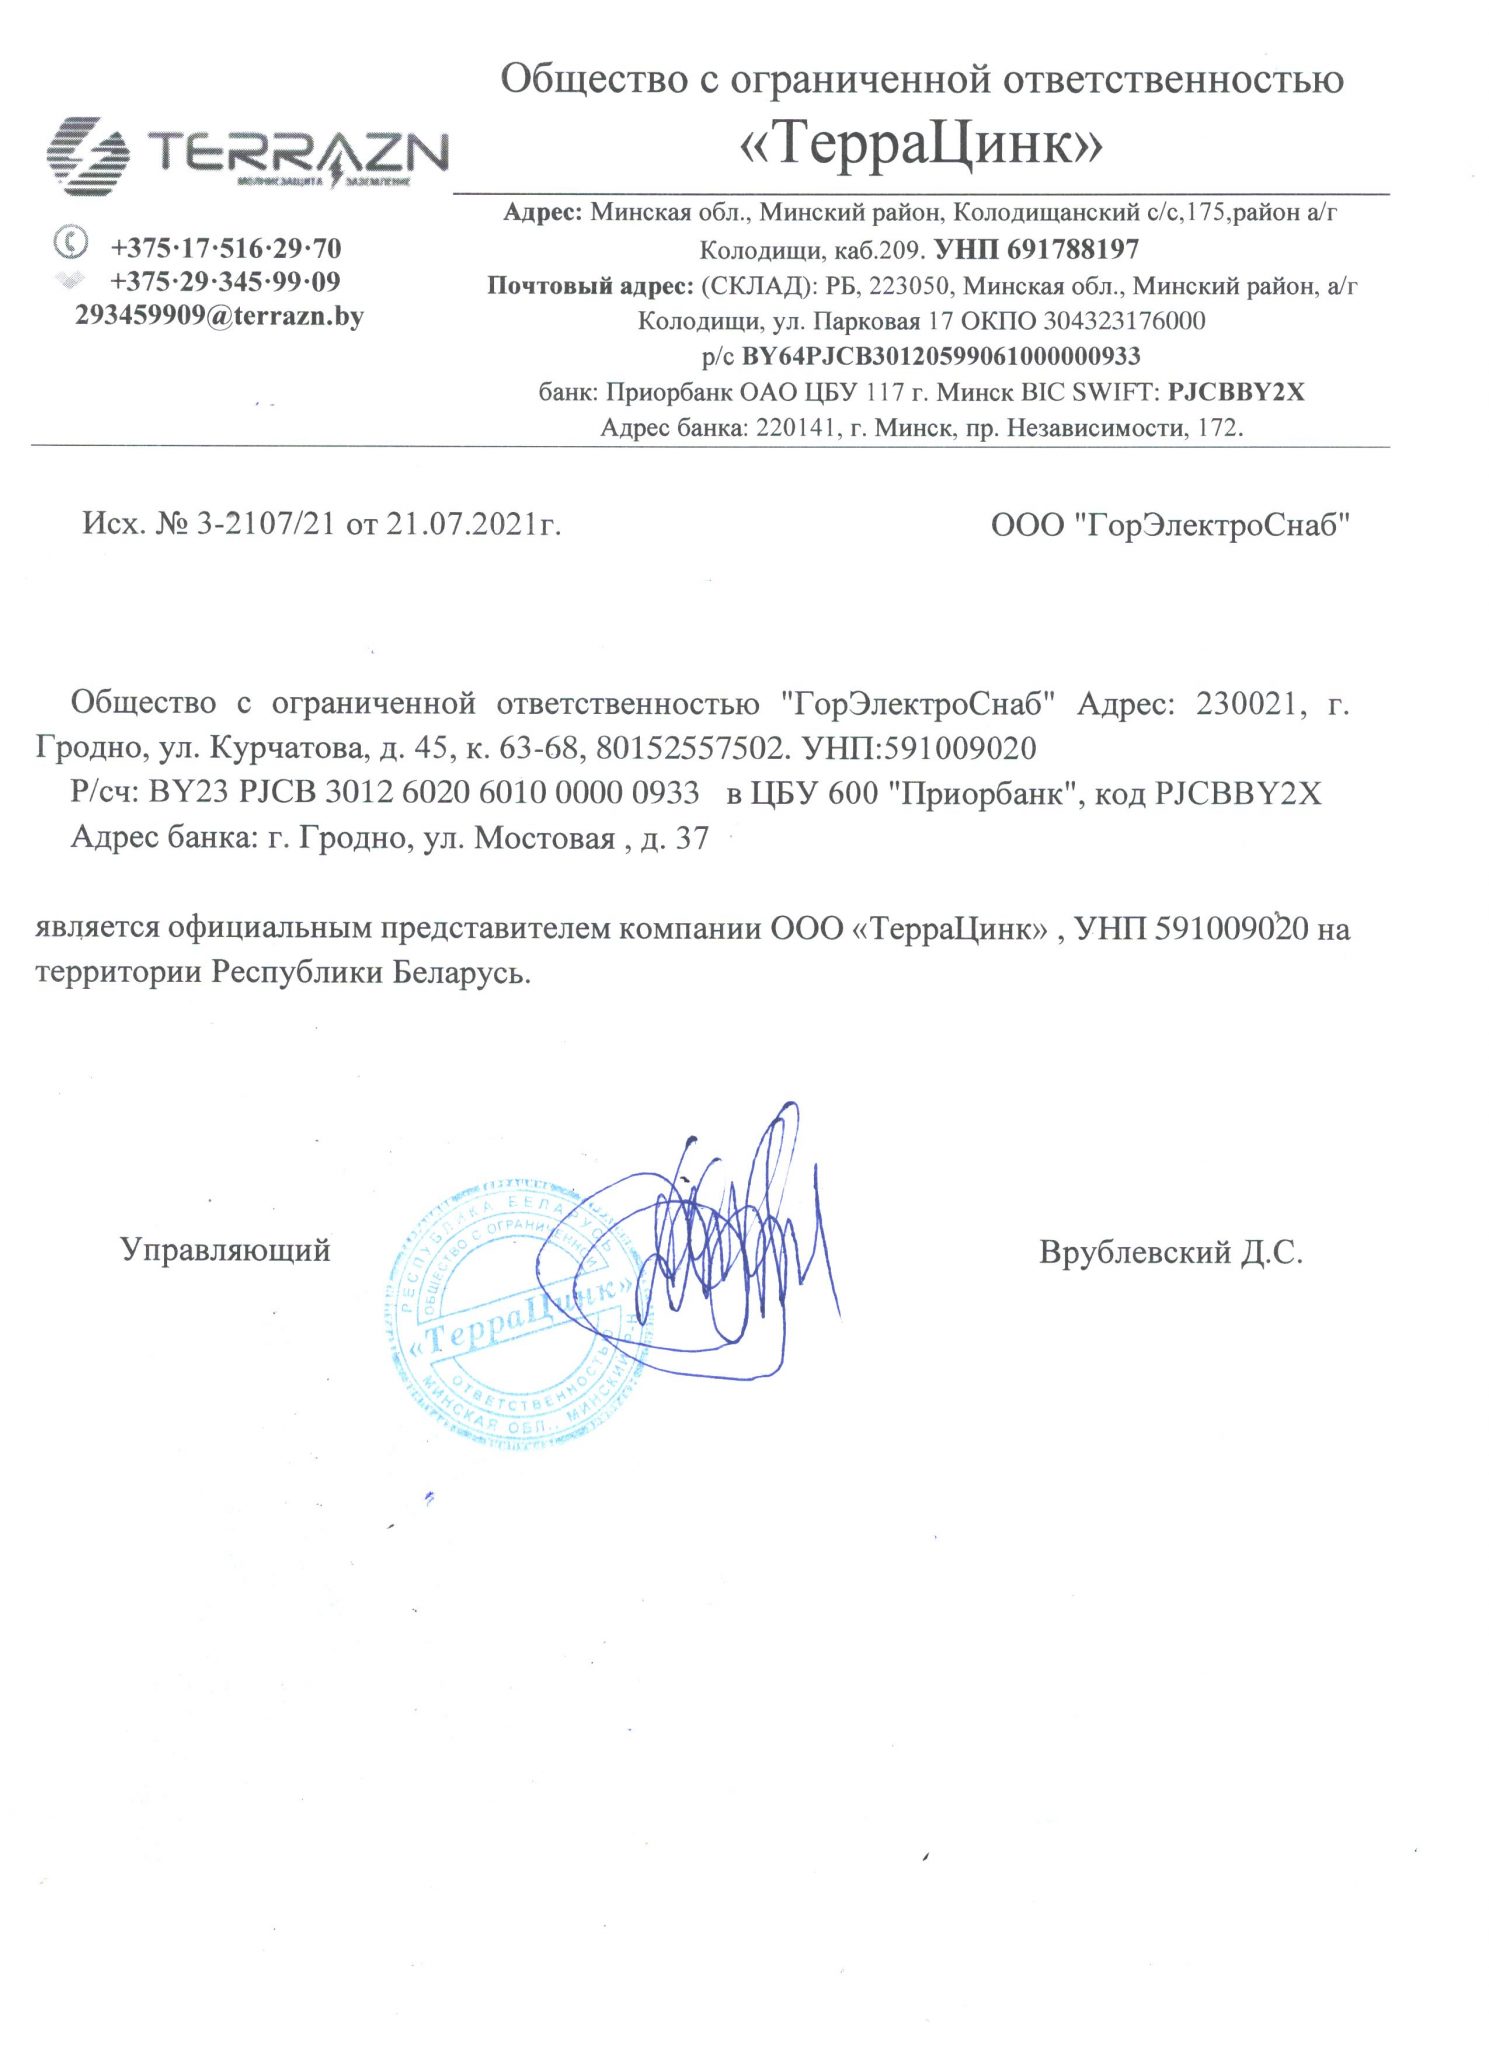 Общество с ограниченной ответственностью
«ТерраЦинк»
TERRAZN
МОЛНИЕЗАЩИТА ЗАЗЕМЛЕНИЕ
+375·17·516·29·70
+375·29·345·99·09
293459909@terrazn.by
Адрес: Минская обл., Минский район, Колодищанский с/с,175,район а/г
Колодищи, каб.209. УНП 691788197
Почтовый адрес: (СКЛАД): РБ, 223050, Минская обл., Минский район, а/г
Колодищи, ул. Парковая 17 ОКПО 304323176000
р/с BY64PJCB30120599061000000933
банк: Приорбанк ОАО ЦБУ 117 г. Минск BIC SWIFT: PJCBBY2X
Адрес банка: 220141, г. Минск, пр. Независимости, 172.
Исх. № 3-2107/21 от 21.07.2021г.
ООО "ГорЭлектроСнаб"
Общество с ограниченной ответственностью "ГорЭлектроСнаб" Адрес: 230021, г.
Гродно, ул. Курчатова, д. 45, к. 63-68, 80152557502. УНП:591009020
Р/сч: BY23 PJCB 3012 6020 6010 0000 0933 в ЦБУ 600 "Приорбанк", код PJCBBY2X
Адрес банка: г. Гродно, ул. Мостовая , д. 37
является официальным представителем компании ООО «ТерраЦинк» , УНП 591009020 на
территории Республики Беларусь.
Управляющий
Врублевский Д.С.
РЕСПУБЛИКА БЕЛАРУСЬ
ОБЩЕСТВО С ОГРАНИЧЕННОЙ
«ТерраЦинк»
ОТВЕТСТВЕННОСТЬЮ
МИНСКАЯ ОБЛ., МИНСКИЙ Р-Н